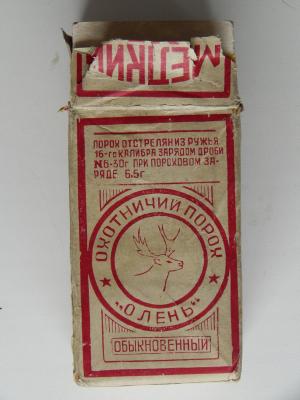 МЕЛКИЙ
ПОРОХ ОТСТРЕЛЯН ИЗ РУЖЬЯ
16-го КАЛИБРА ЗАРЯДОМ ДРОБИ
№6-30г ПРИ ПОРОХОВОМ ЗА-
РЯДЕ 5,5г
ОХОТНИЧИЙ ПОРОХ
"ОЛЕНЬ"
ОБЫКНОВЕННЫЙ